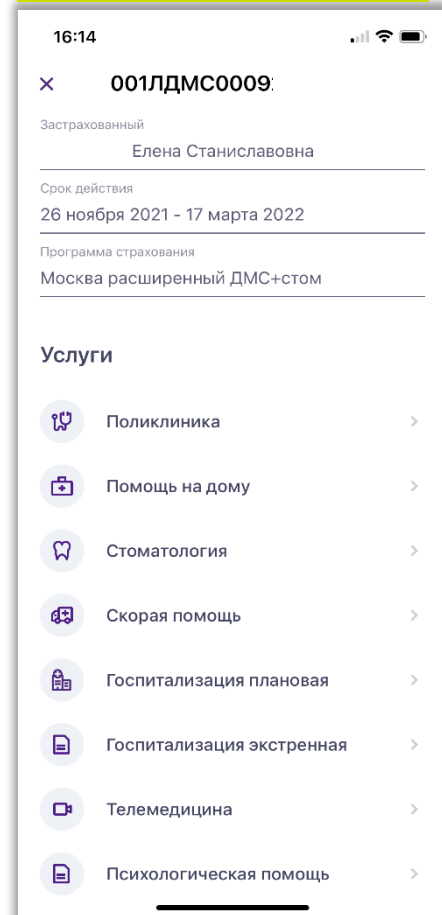 16:14
001ЛДМС0009
Застрахованный
Елена Станиславовна
Срок действия
26 ноября 2021 - 17 марта 2022
Программа страхования
Москва расширенный ДМС+стом
Услуги
Поликлиника
Помощь на дому
Стоматология
Скорая помощь
Госпитализация плановая
Госпитализация экстренная
Телемедицина
Психологическая помощь